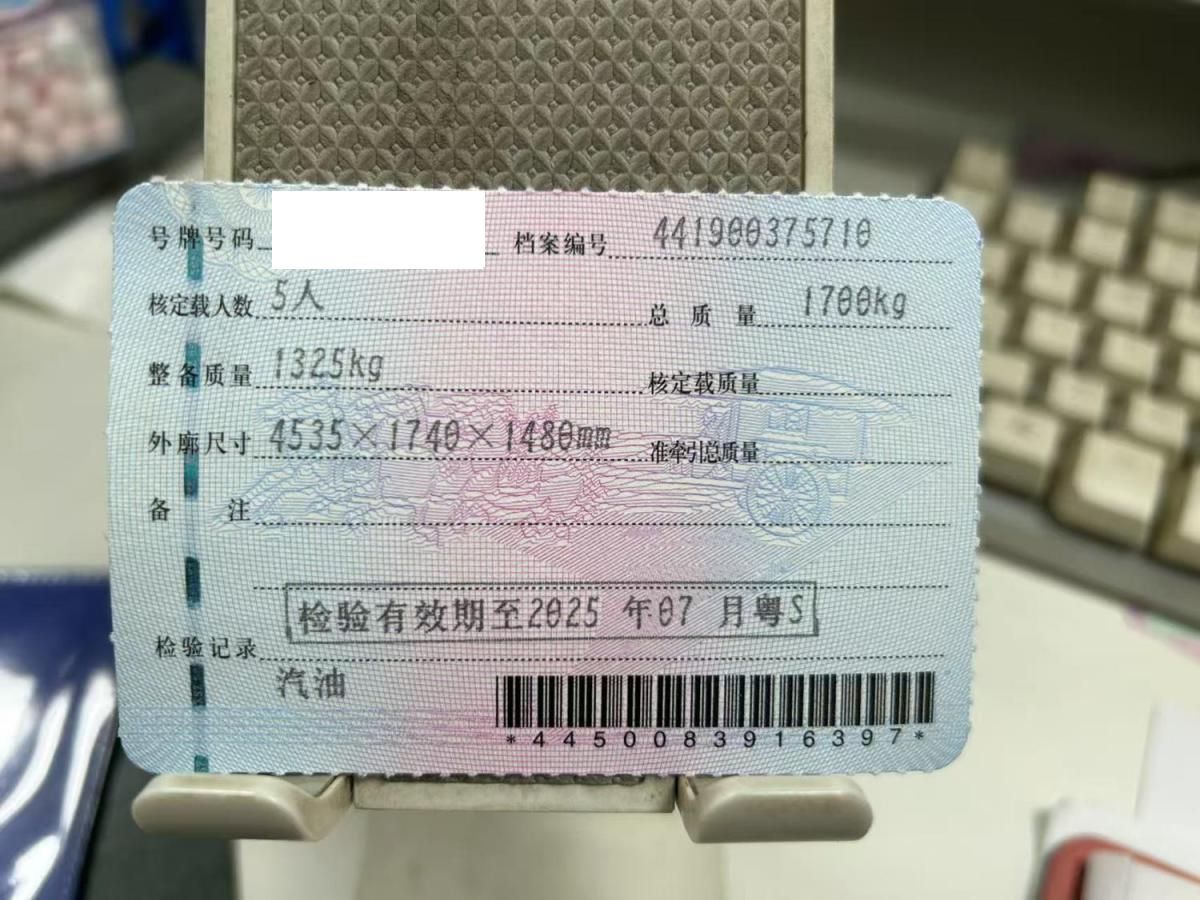 号牌号码 档案编号 441900375710
核定载人数 5人 总质量 1700kg
整备质量 1325kg 核定载质量
外廓尺寸 4535×1740×1480mm 准牵引总质量
备注
检验有效期至2025 年07 月粤S
检验记录
汽油
*4450083916397*